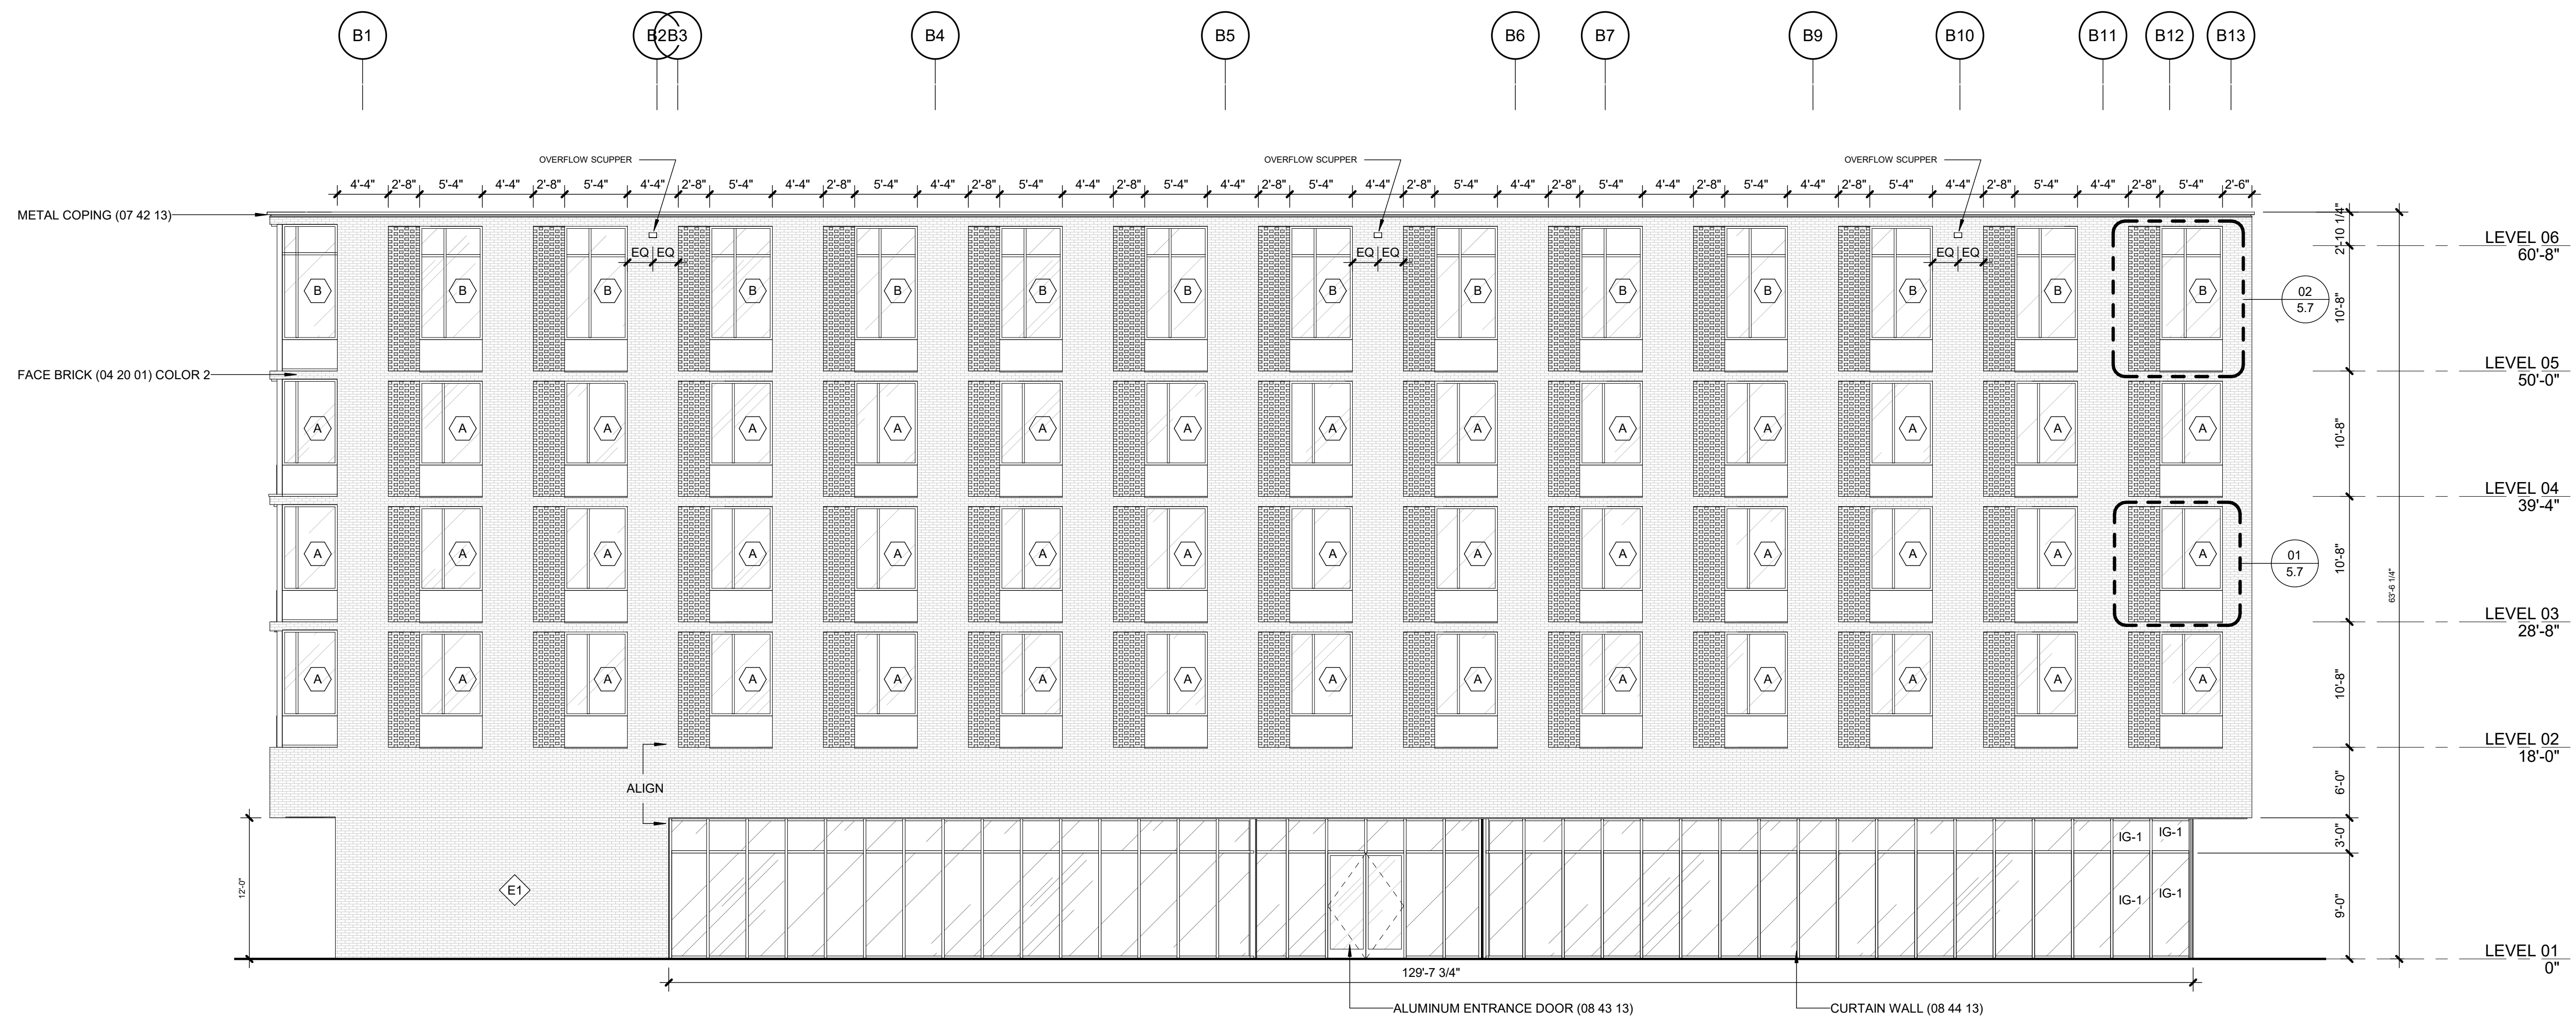 B1 B2 B3 B4 B5 B6 B7 B9 B10 B11 B12 B13
OVERFLOW SCUPPER OVERFLOW SCUPPER OVERFLOW SCUPPER
4'-4" 2'-8" 5'-4" 4'-4" 2'-8" 5'-4" 4'-4" 2'-8" 5'-4" 4'-4" 2'-8" 5'-4" 4'-4" 2'-8" 5'-4" 4'-4" 2'-8" 5'-4" 4'-4" 2'-8" 5'-4" 4'-4" 2'-8" 5'-4" 4'-4" 2'-8" 5'-4" 4'-4" 2'-8" 5'-4" 4'-4" 2'-8" 5'-4" 4'-4" 2'-8" 5'-4" 4'-4" 2'-8" 5'-4" 2'-6"
METAL COPING (07 42 13)
2'-10 1/4"
LEVEL 06
60'-8"
EQ EQ EQ EQ EQ EQ
B B B B B B B B B B B B B B
02
5.7
10'-8"
LEVEL 05
50'-0"
FACE BRICK (04 20 01) COLOR 2
A A A A A A A A A A A A A A
10'-8"
LEVEL 04
39'-4"
A A A A A A A A A A A A A A
01
5.7
10'-8"
63'-6 1/4"
LEVEL 03
28'-8"
A A A A A A A A A A A A A A
10'-8"
LEVEL 02
18'-0"
ALIGN
6'-0"
IG-1 IG-1
3'-0"
12'-0"
E1
IG-1 IG-1
9'-0"
LEVEL 01
0"
129'-7 3/4"
ALUMINUM ENTRANCE DOOR (08 43 13)
CURTAIN WALL (08 44 13)